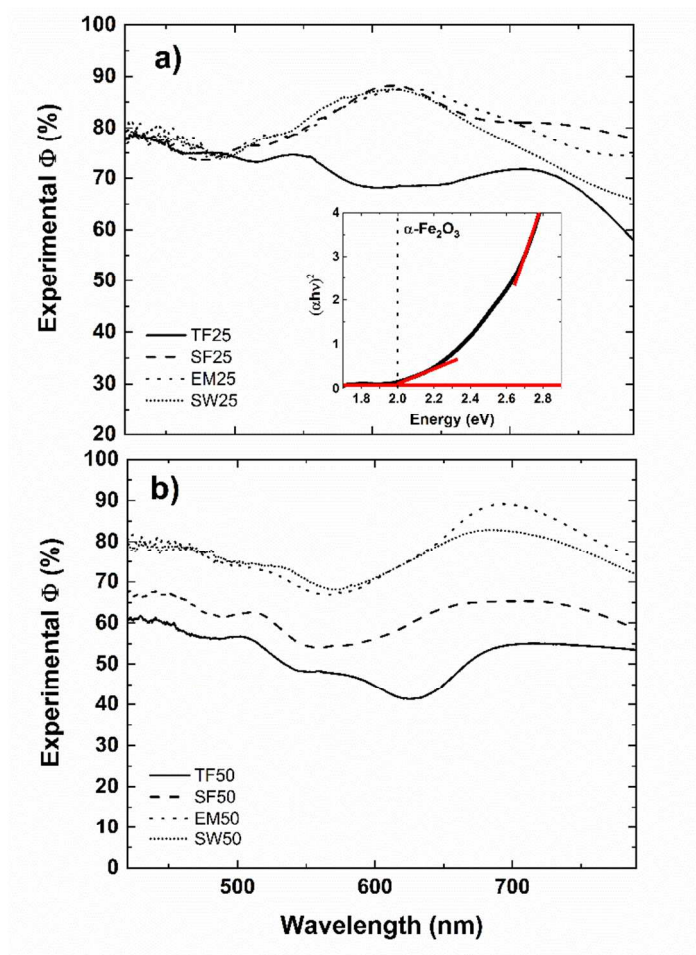 100
90
80
70
60
50
40
30
20
a)
Experimental Φ (%)
TF25
SF25
EM25
SW25
4
3
2
1
0
(αhν)²
α-Fe₂O₃
1.8 2.0 2.2 2.4 2.6 2.8
Energy (eV)
100
90
80
70
60
50
40
30
20
10
0
b)
Experimental Φ (%)
TF50
SF50
EM50
SW50
500 600 700
Wavelength (nm)